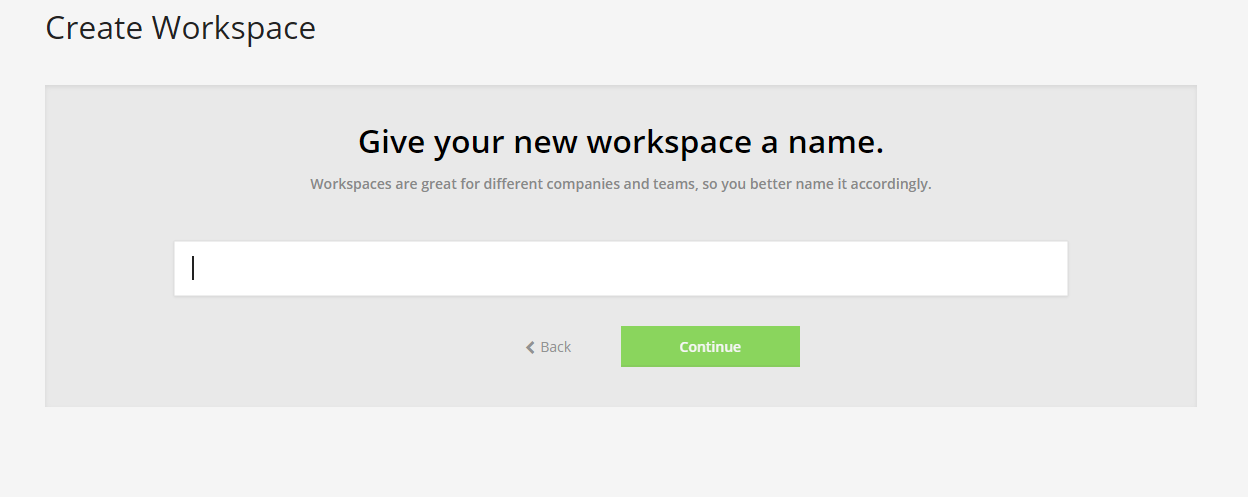 Create Workspace
Give your new workspace a name.
Workspaces are great for different companies and teams, so you better name it accordingly.
Back
Continue